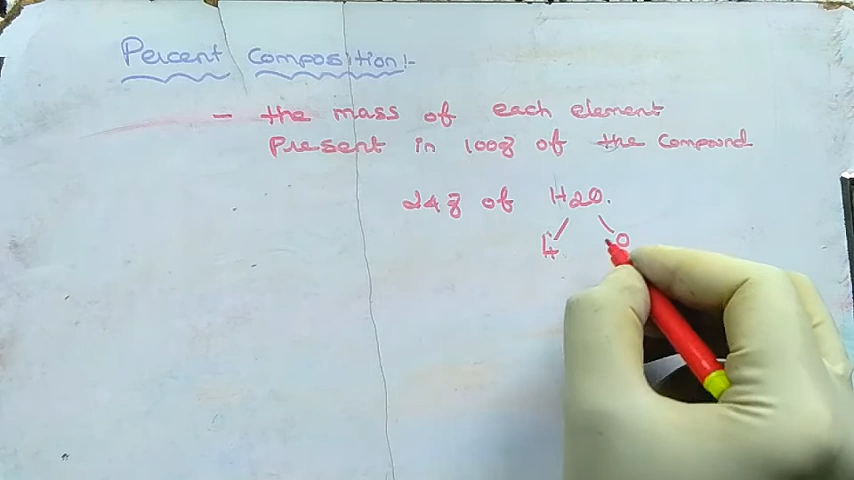 Percent Composition:-
- the mass of each element
Present in 100g of the Compound
24g of H2O.
H O